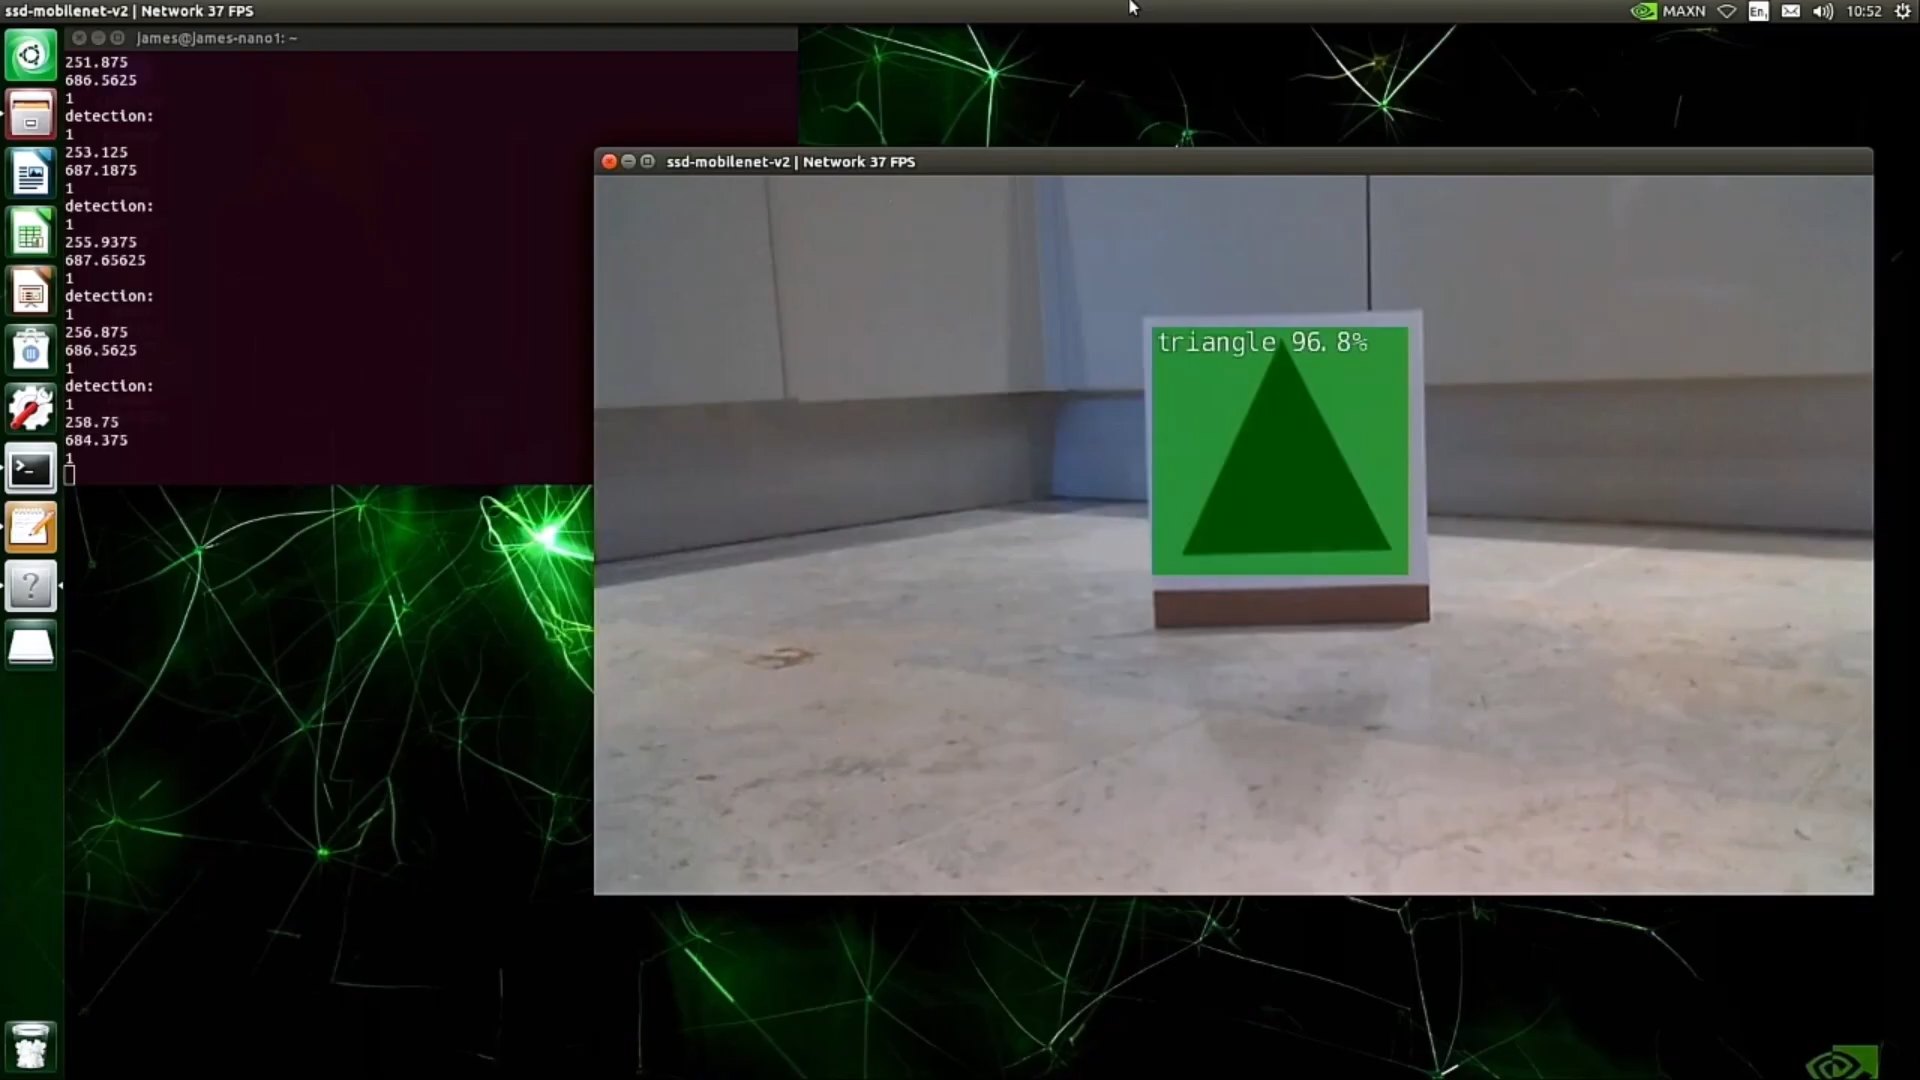 ssd-mobilenet-v2 | Network 37 FPS
MAXN
En1
10:52
james@james-nano1: ~
251.875
686.5625
1
detection:
1
253.125
687.1875
1
detection:
1
255.9375
687.65625
1
detection:
1
256.875
686.5625
1
detection:
1
258.75
684.375
1
ssd-mobilenet-v2 | Network 37 FPS
triangle 96.8%